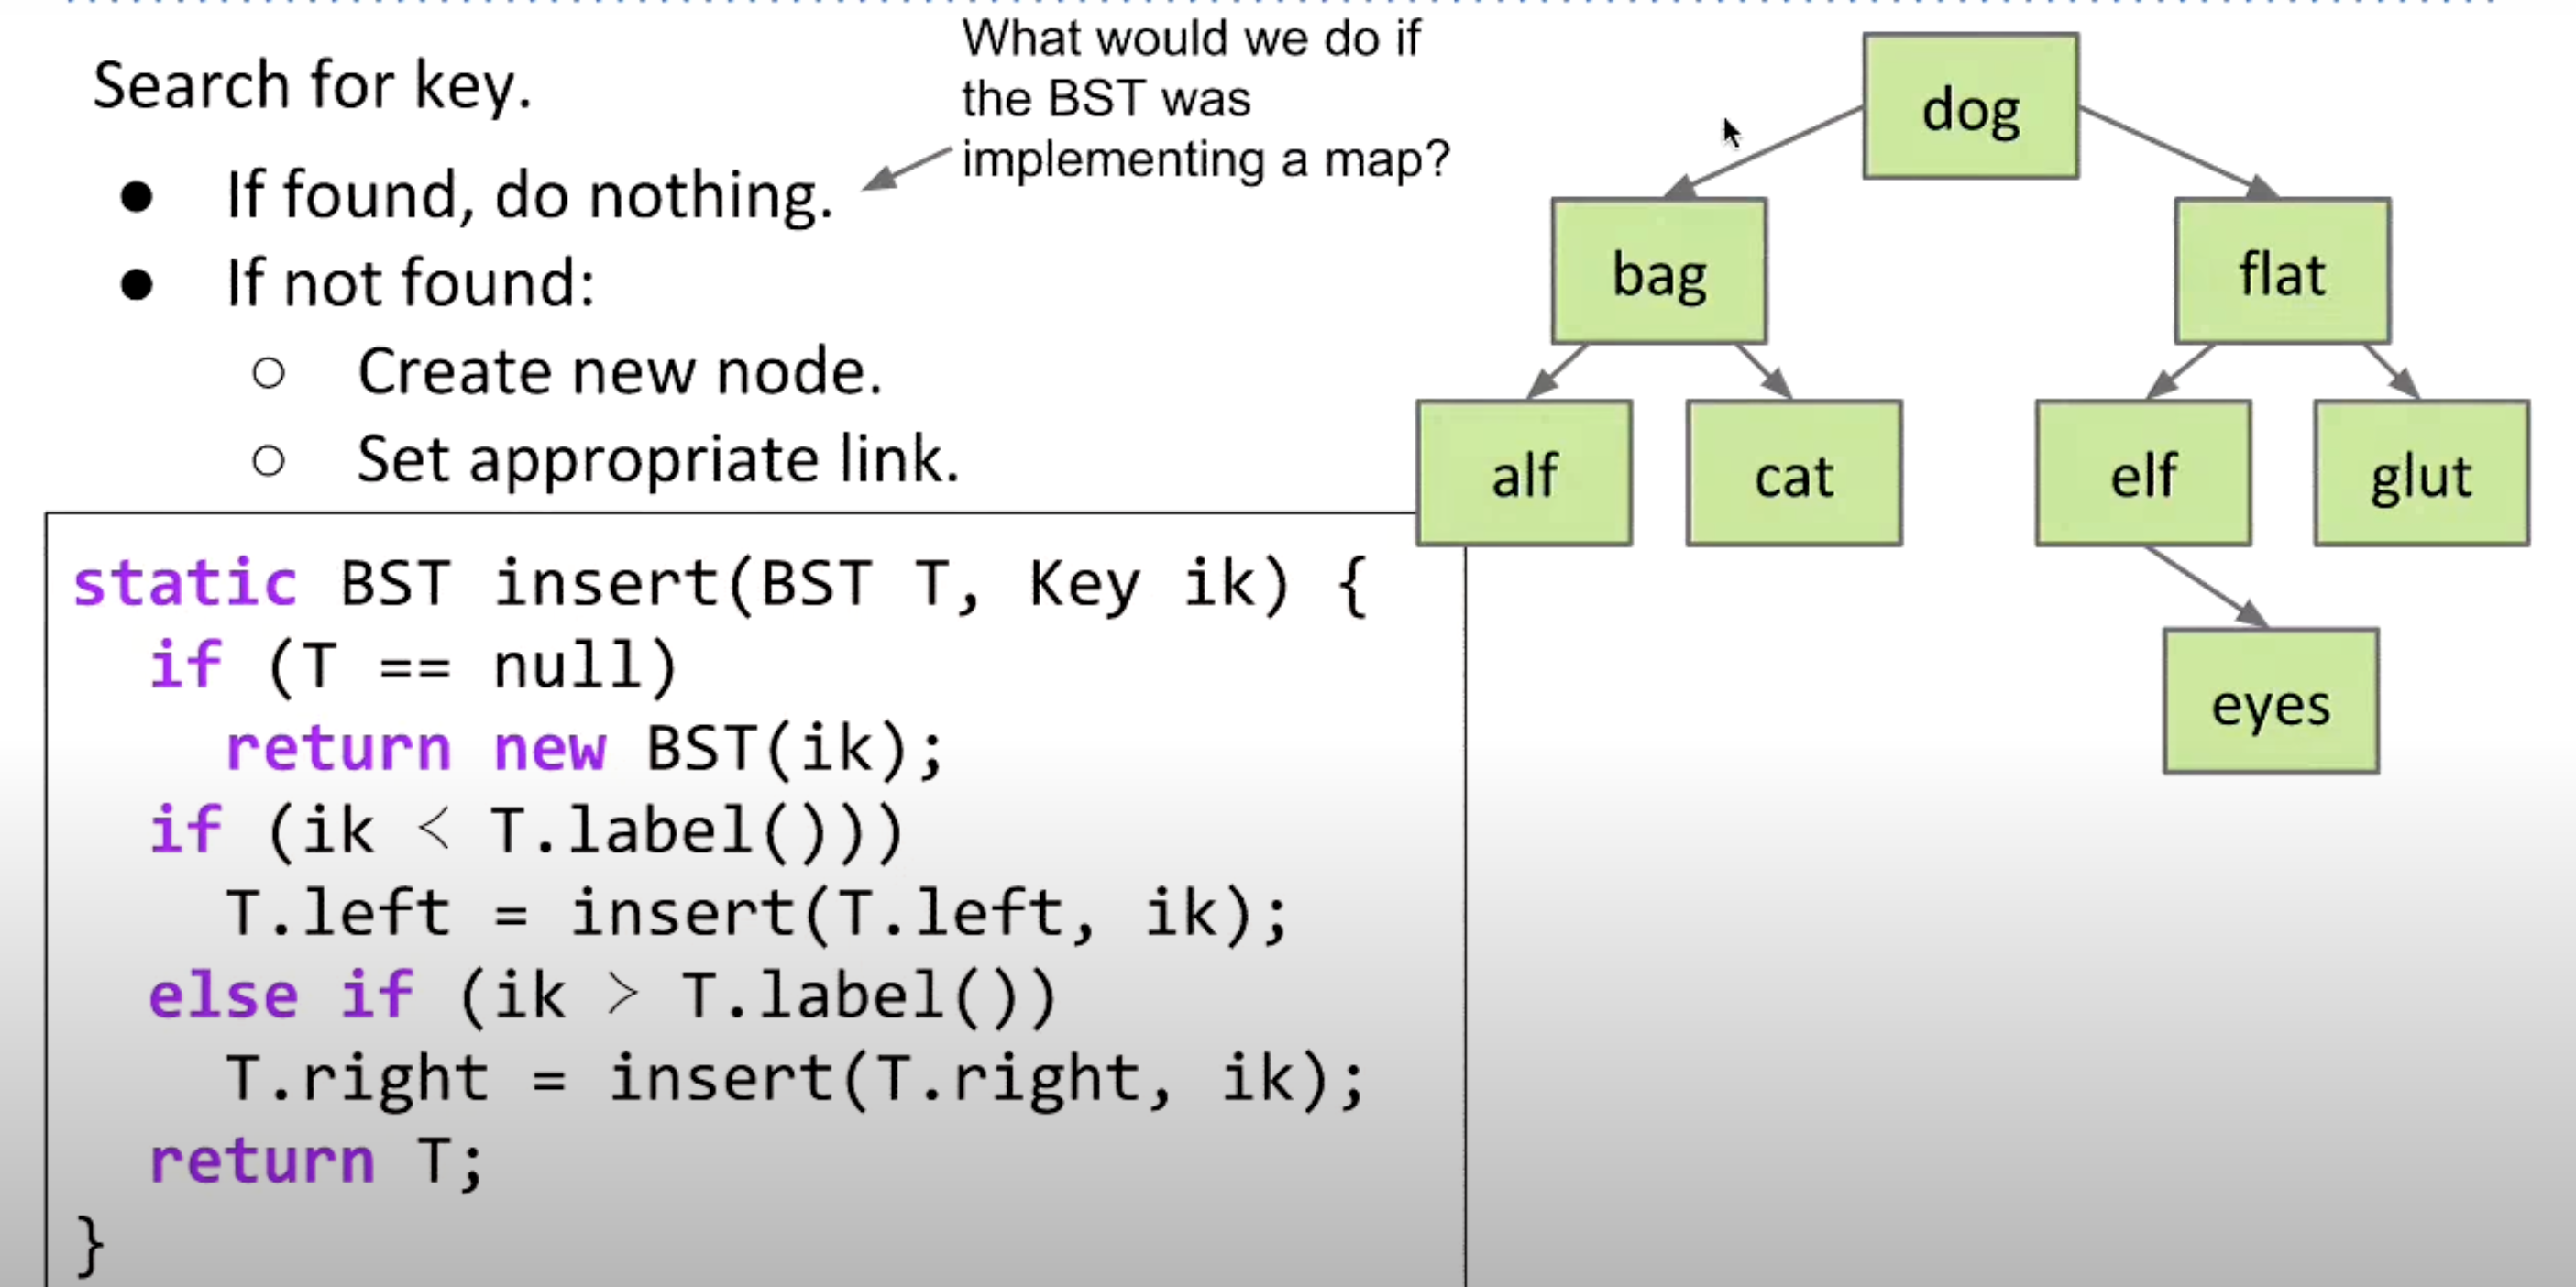 Search for key.
● If found, do nothing.
● If not found:
○ Create new node.
○ Set appropriate link.
What would we do if
the BST was
implementing a map?
static BST insert(BST T, Key ik) {
  if (T == null)
    return new BST(ik);
  if (ik < T.label()))
    T.left = insert(T.left, ik);
  else if (ik > T.label())
    T.right = insert(T.right, ik);
  return T;
}
dog
bag
flat
alf
cat
elf
glut
eyes